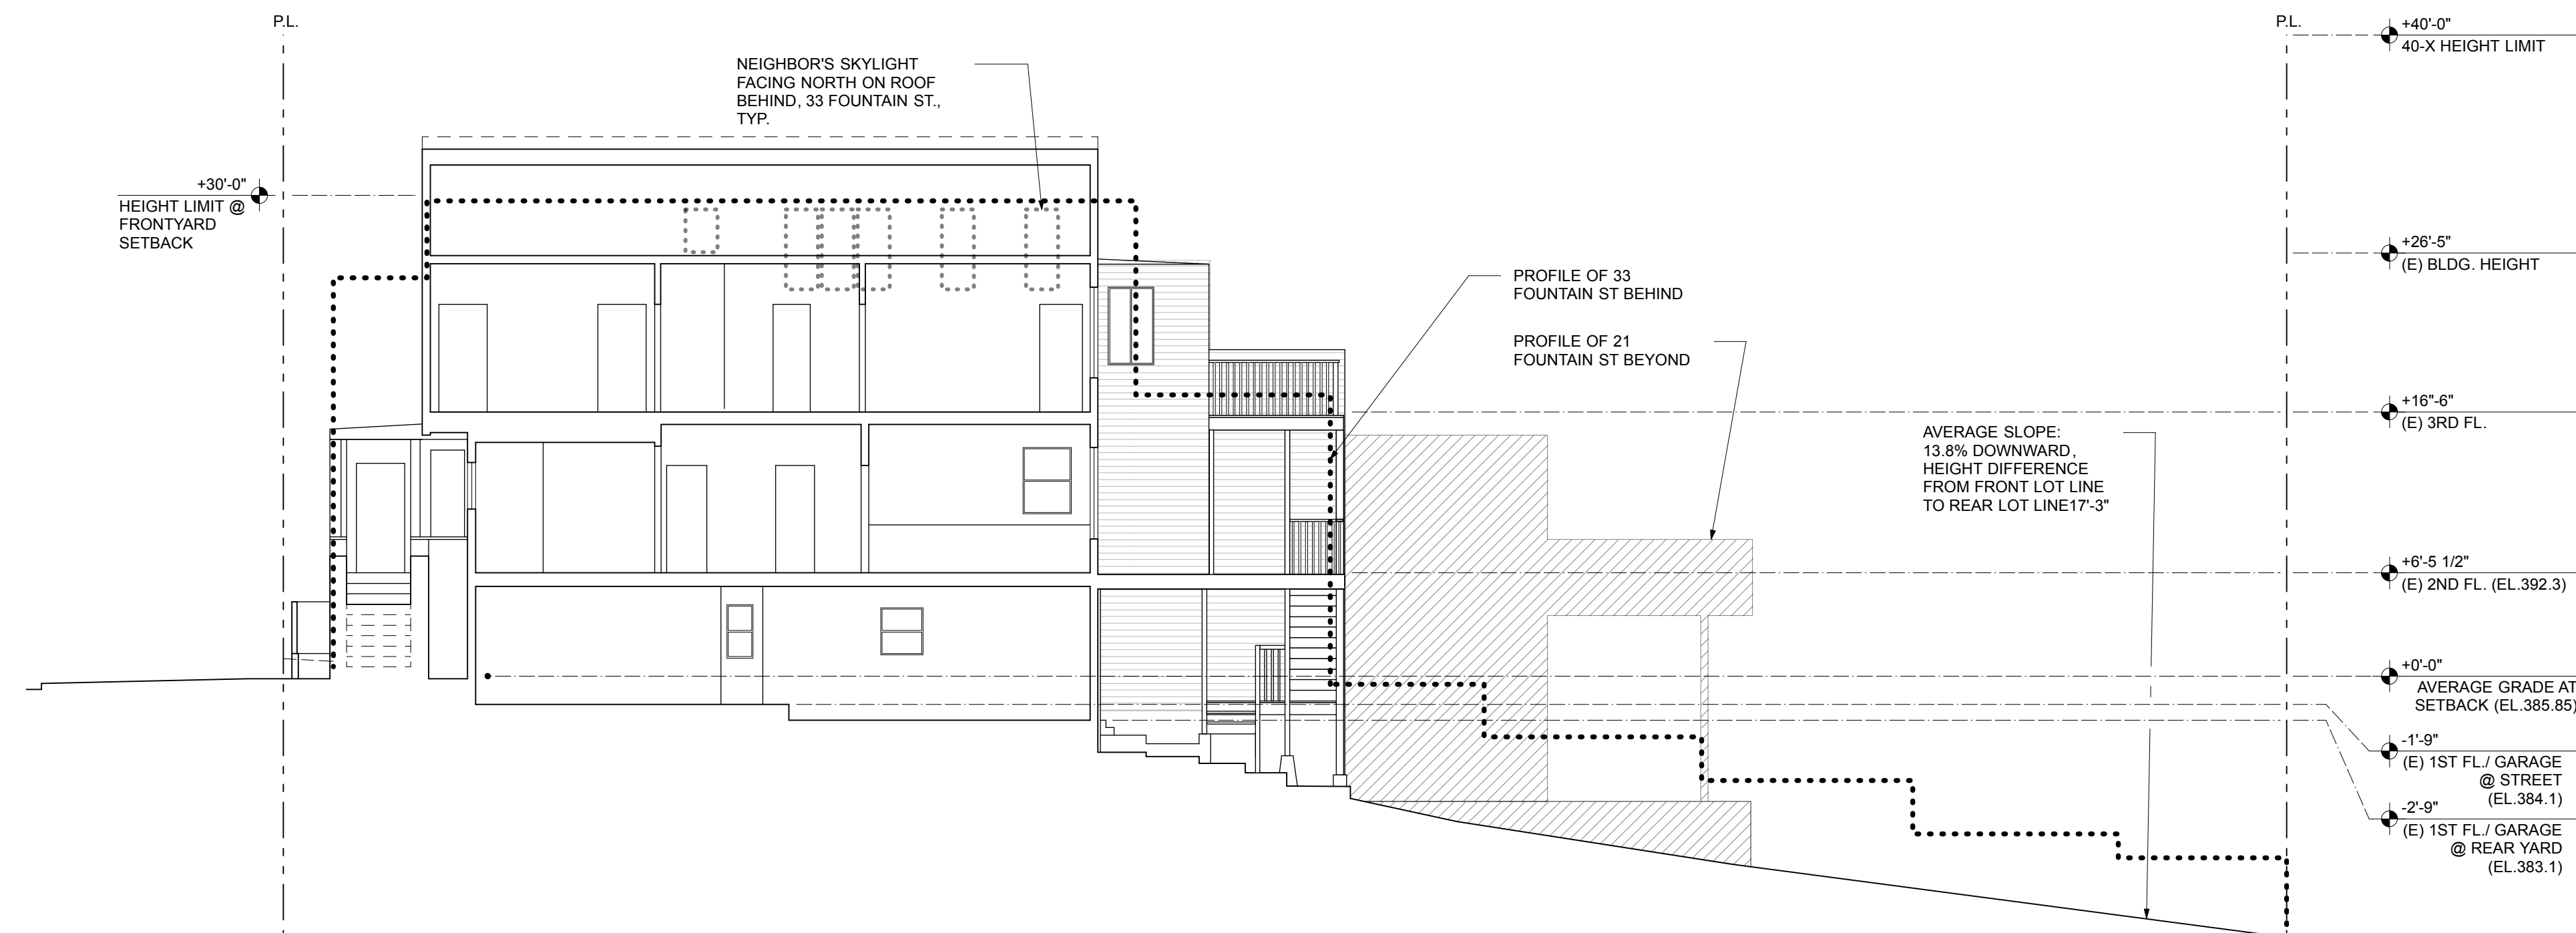 P.L.
P.L.
+40'-0"
40-X HEIGHT LIMIT
NEIGHBOR'S SKYLIGHT
FACING NORTH ON ROOF
BEHIND, 33 FOUNTAIN ST.,
TYP.
+30'-0"
HEIGHT LIMIT @
FRONTYARD
SETBACK
+26'-5"
(E) BLDG. HEIGHT
PROFILE OF 33
FOUNTAIN ST BEHIND
PROFILE OF 21
FOUNTAIN ST BEYOND
+16"-6"
(E) 3RD FL.
AVERAGE SLOPE:
13.8% DOWNWARD,
HEIGHT DIFFERENCE
FROM FRONT LOT LINE
TO REAR LOT LINE17'-3"
+6'-5 1/2"
(E) 2ND FL. (EL.392.3)
+0'-0"
AVERAGE GRADE AT
SETBACK (EL.385.85)
-1'-9"
(E) 1ST FL./ GARAGE
@ STREET
(EL.384.1)
-2'-9"
(E) 1ST FL./ GARAGE
@ REAR YARD
(EL.383.1)